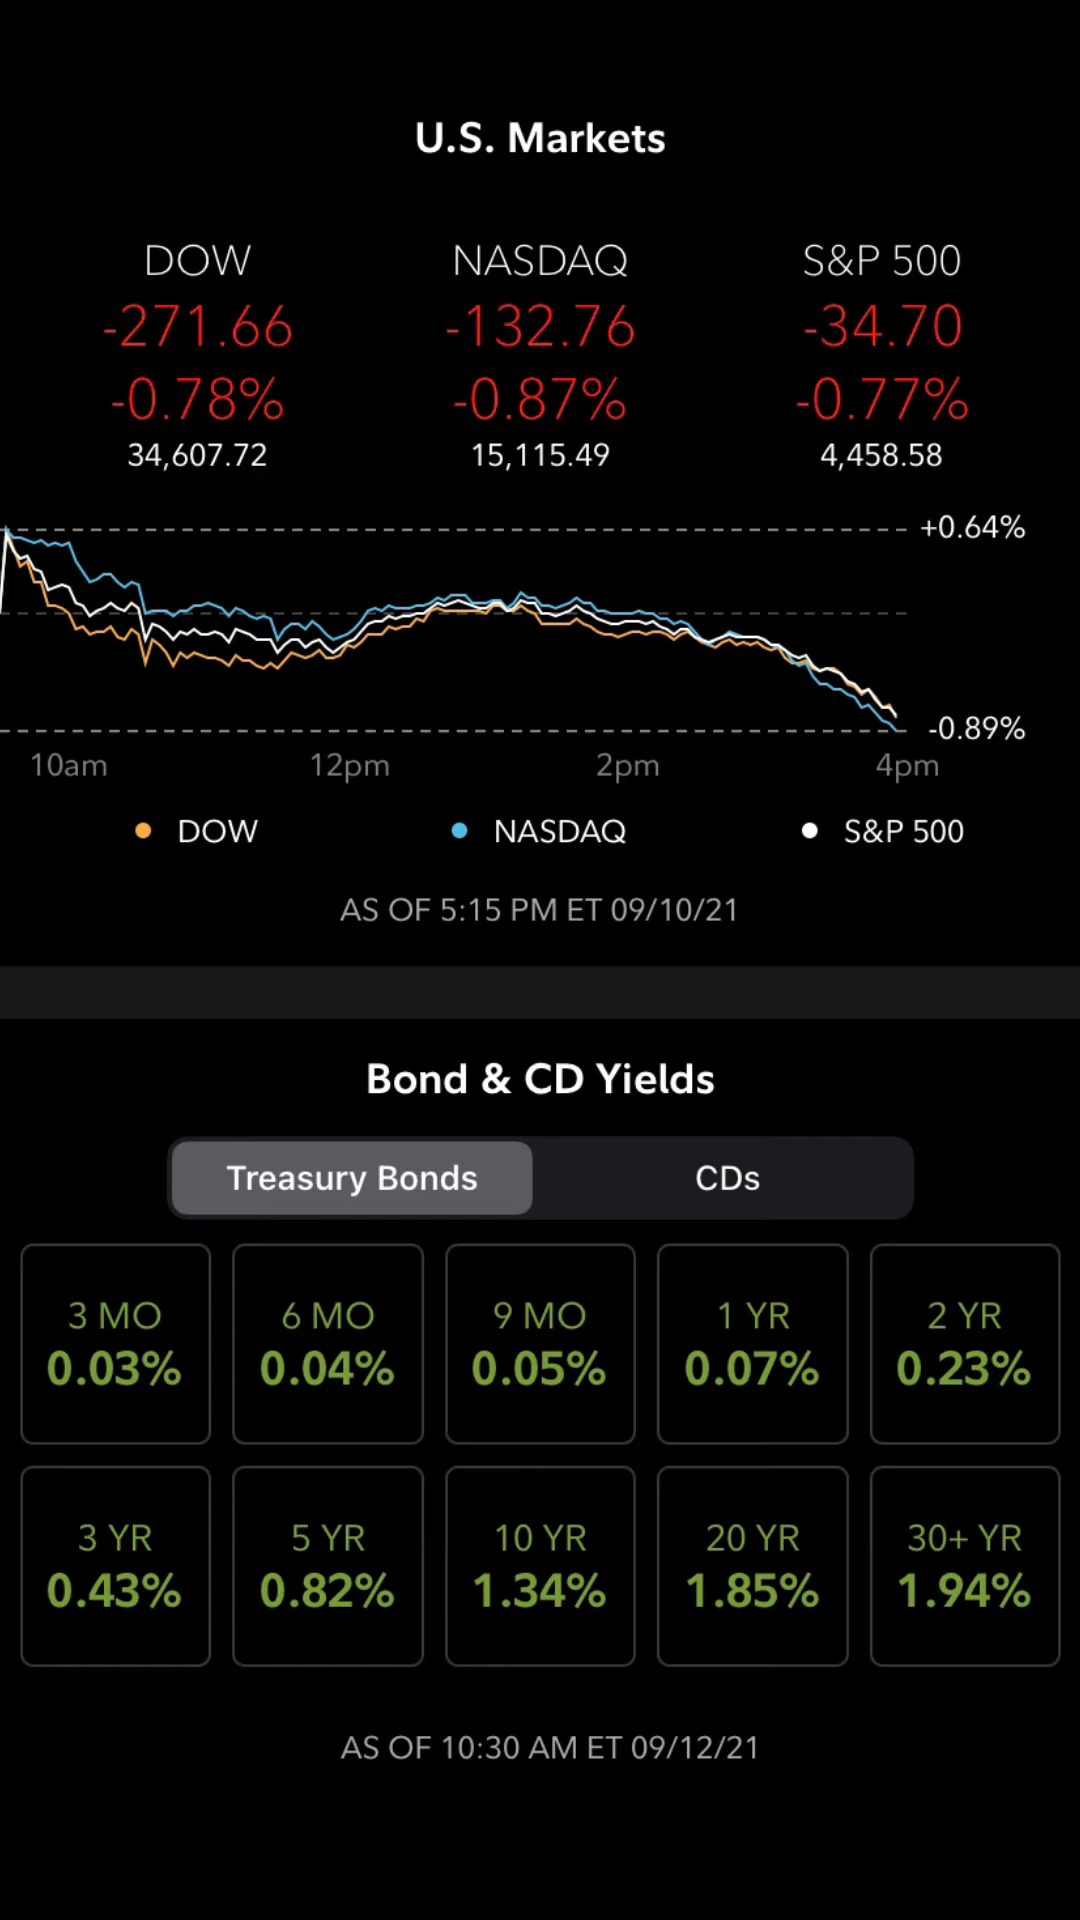 U.S. Markets
DOW NASDAQ S&P 500
-271.66 -132.76 -34.70
-0.78% -0.87% -0.77%
34,607.72 15,115.49 4,458.58
+0.64%
-0.89%
10am 12pm 2pm 4pm
DOW NASDAQ S&P 500
AS OF 5:15 PM ET 09/10/21
Bond & CD Yields
Treasury Bonds CDs
3 MO 6 MO 9 MO 1 YR 2 YR
0.03% 0.04% 0.05% 0.07% 0.23%
3 YR 5 YR 10 YR 20 YR 30+ YR
0.43% 0.82% 1.34% 1.85% 1.94%
AS OF 10:30 AM ET 09/12/21